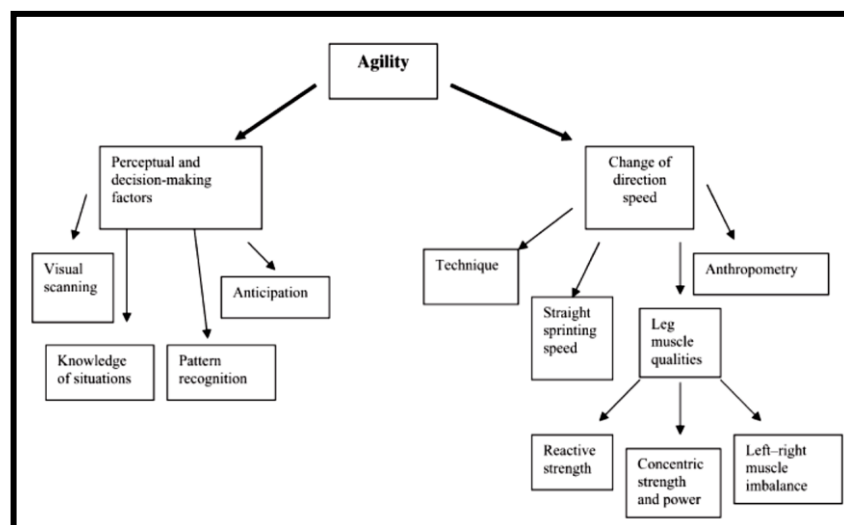 Agility
Perceptual and
decision-making
factors
Change of
direction
speed
Visual
scanning
Anticipation
Technique
Anthropometry
Straight
sprinting
speed
Leg
muscle
qualities
Knowledge
of situations
Pattern
recognition
Reactive
strength
Concentric
strength
and power
Left–right
muscle
imbalance